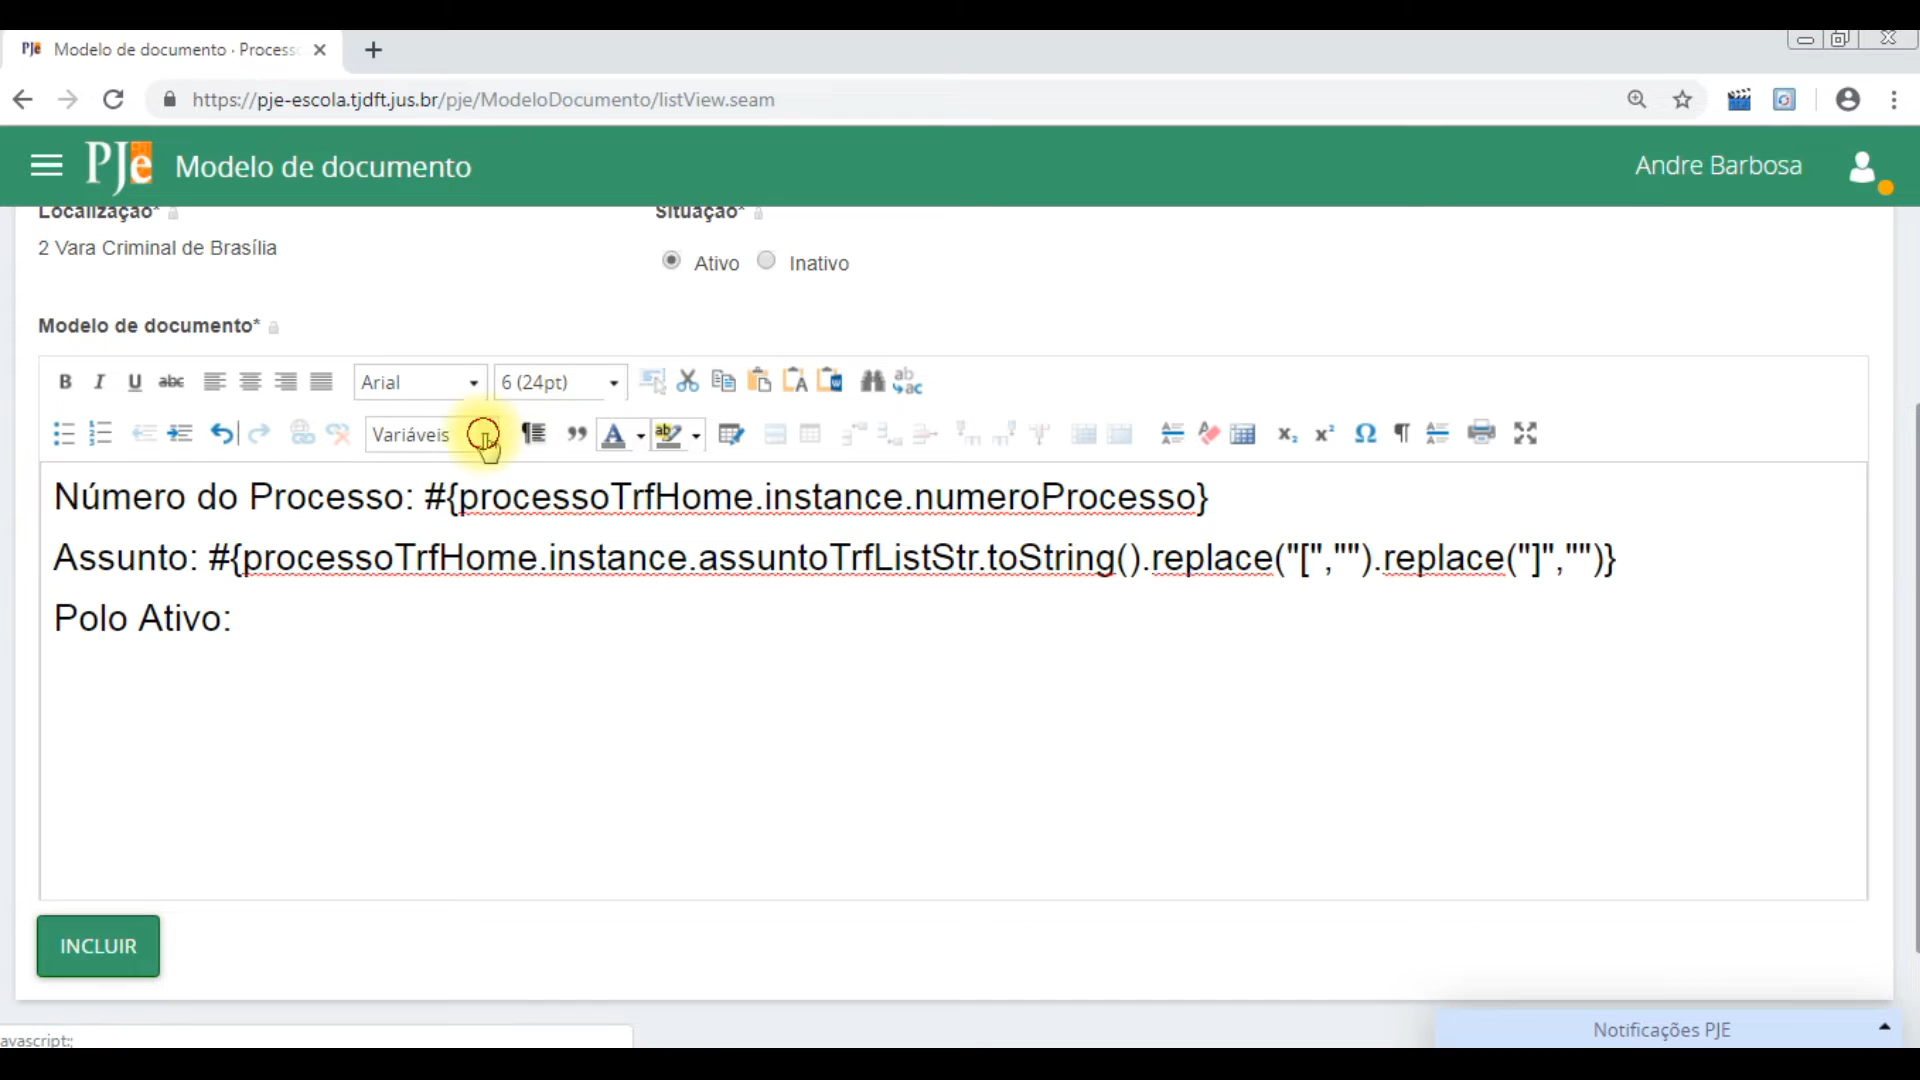 PJe Modelo de documento · Process
https://pje-escola.tjdft.jus.br/pje/ModeloDocumento/listView.seam
PJe Modelo de documento Andre Barbosa
Localização* Situação*
2 Vara Criminal de Brasília
Ativo Inativo
Modelo de documento*
B I U abc Arial 6 (24pt)
Variáveis
Número do Processo: #{processoTrfHome.instance.numeroProcesso}
Assunto: #{processoTrfHome.instance.assuntoTrfListStr.toString().replace("[","").replace("]","")}
Polo Ativo:
INCLUIR
Notificações PJE
avascript:;